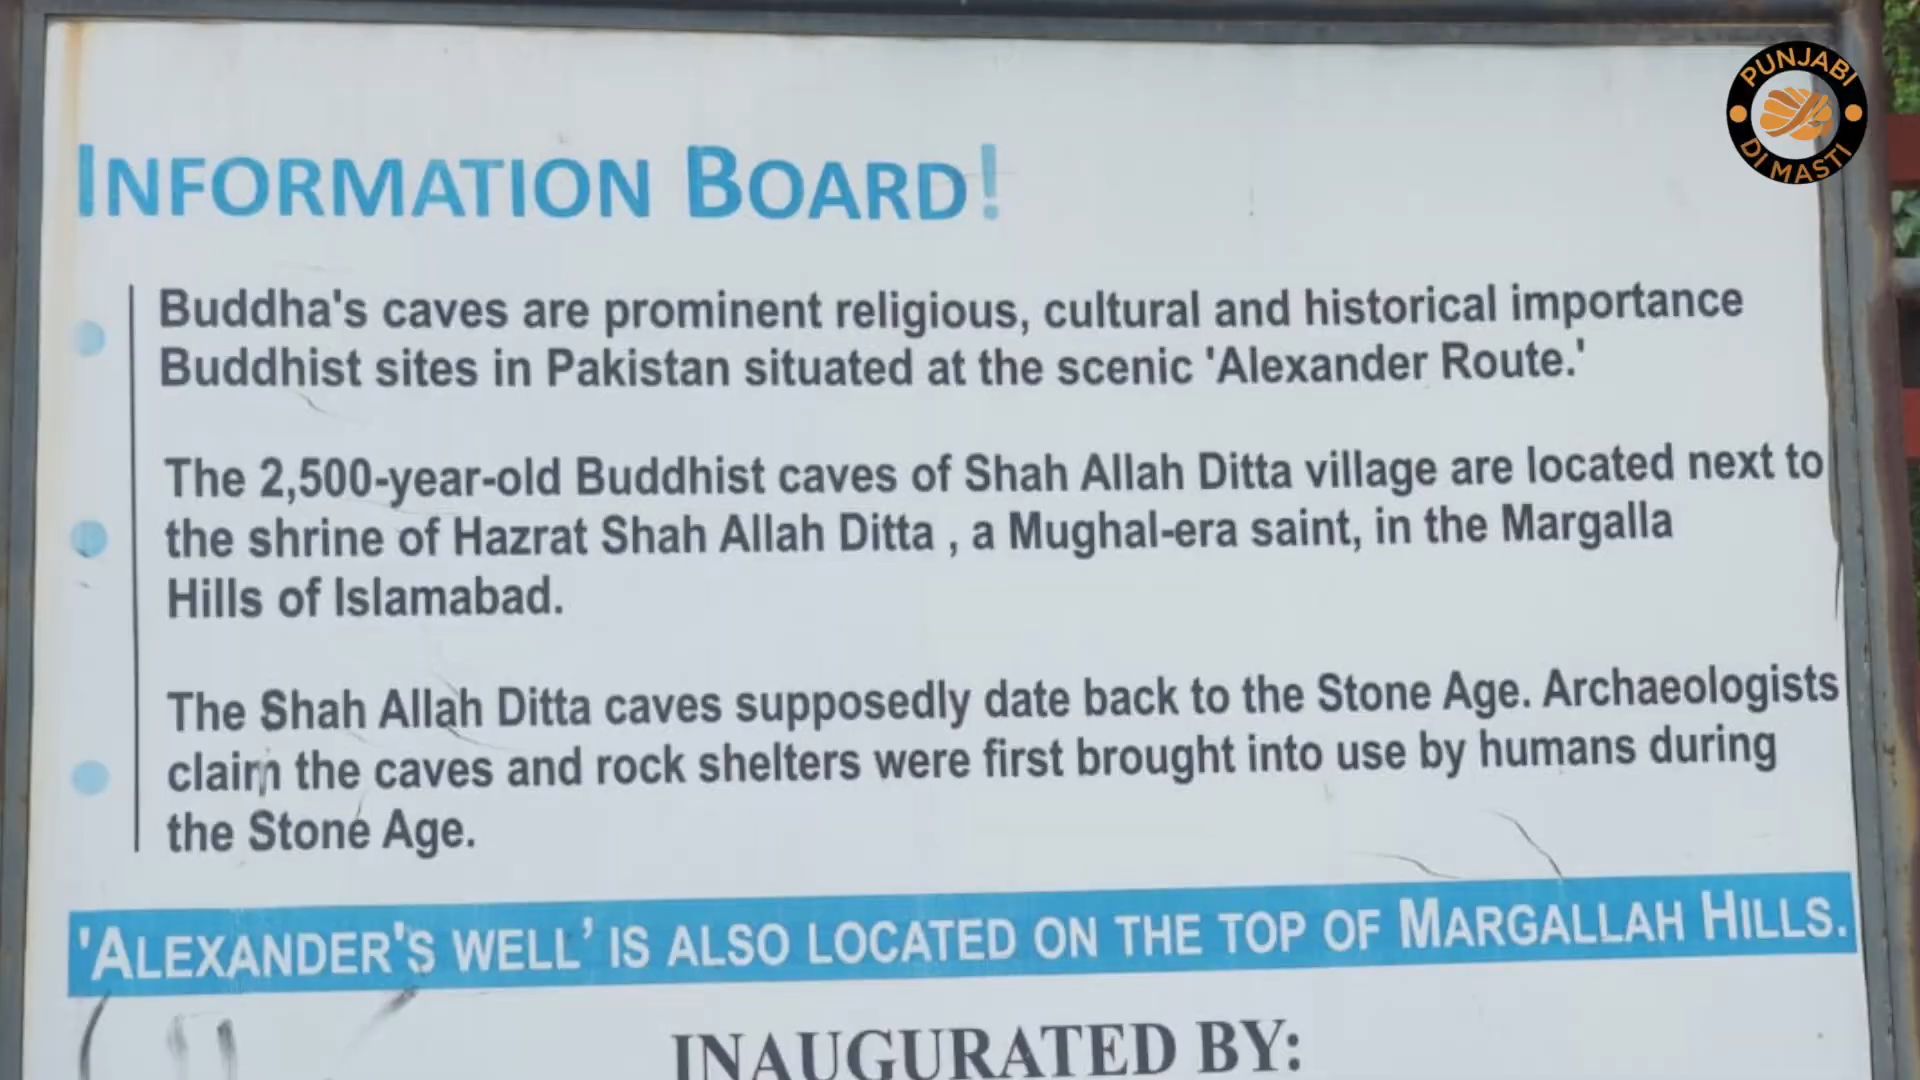 PUNJABI
DI MASTI
INFORMATION BOARD!
Buddha's caves are prominent religious, cultural and historical importance
Buddhist sites in Pakistan situated at the scenic 'Alexander Route.'
The 2,500-year-old Buddhist caves of Shah Allah Ditta village are located next to
the shrine of Hazrat Shah Allah Ditta , a Mughal-era saint, in the Margalla
Hills of Islamabad.
The Shah Allah Ditta caves supposedly date back to the Stone Age. Archaeologists
claim the caves and rock shelters were first brought into use by humans during
the Stone Age.
'ALEXANDER'S WELL' IS ALSO LOCATED ON THE TOP OF MARGALLAH HILLS.
INAUGURATED BY: